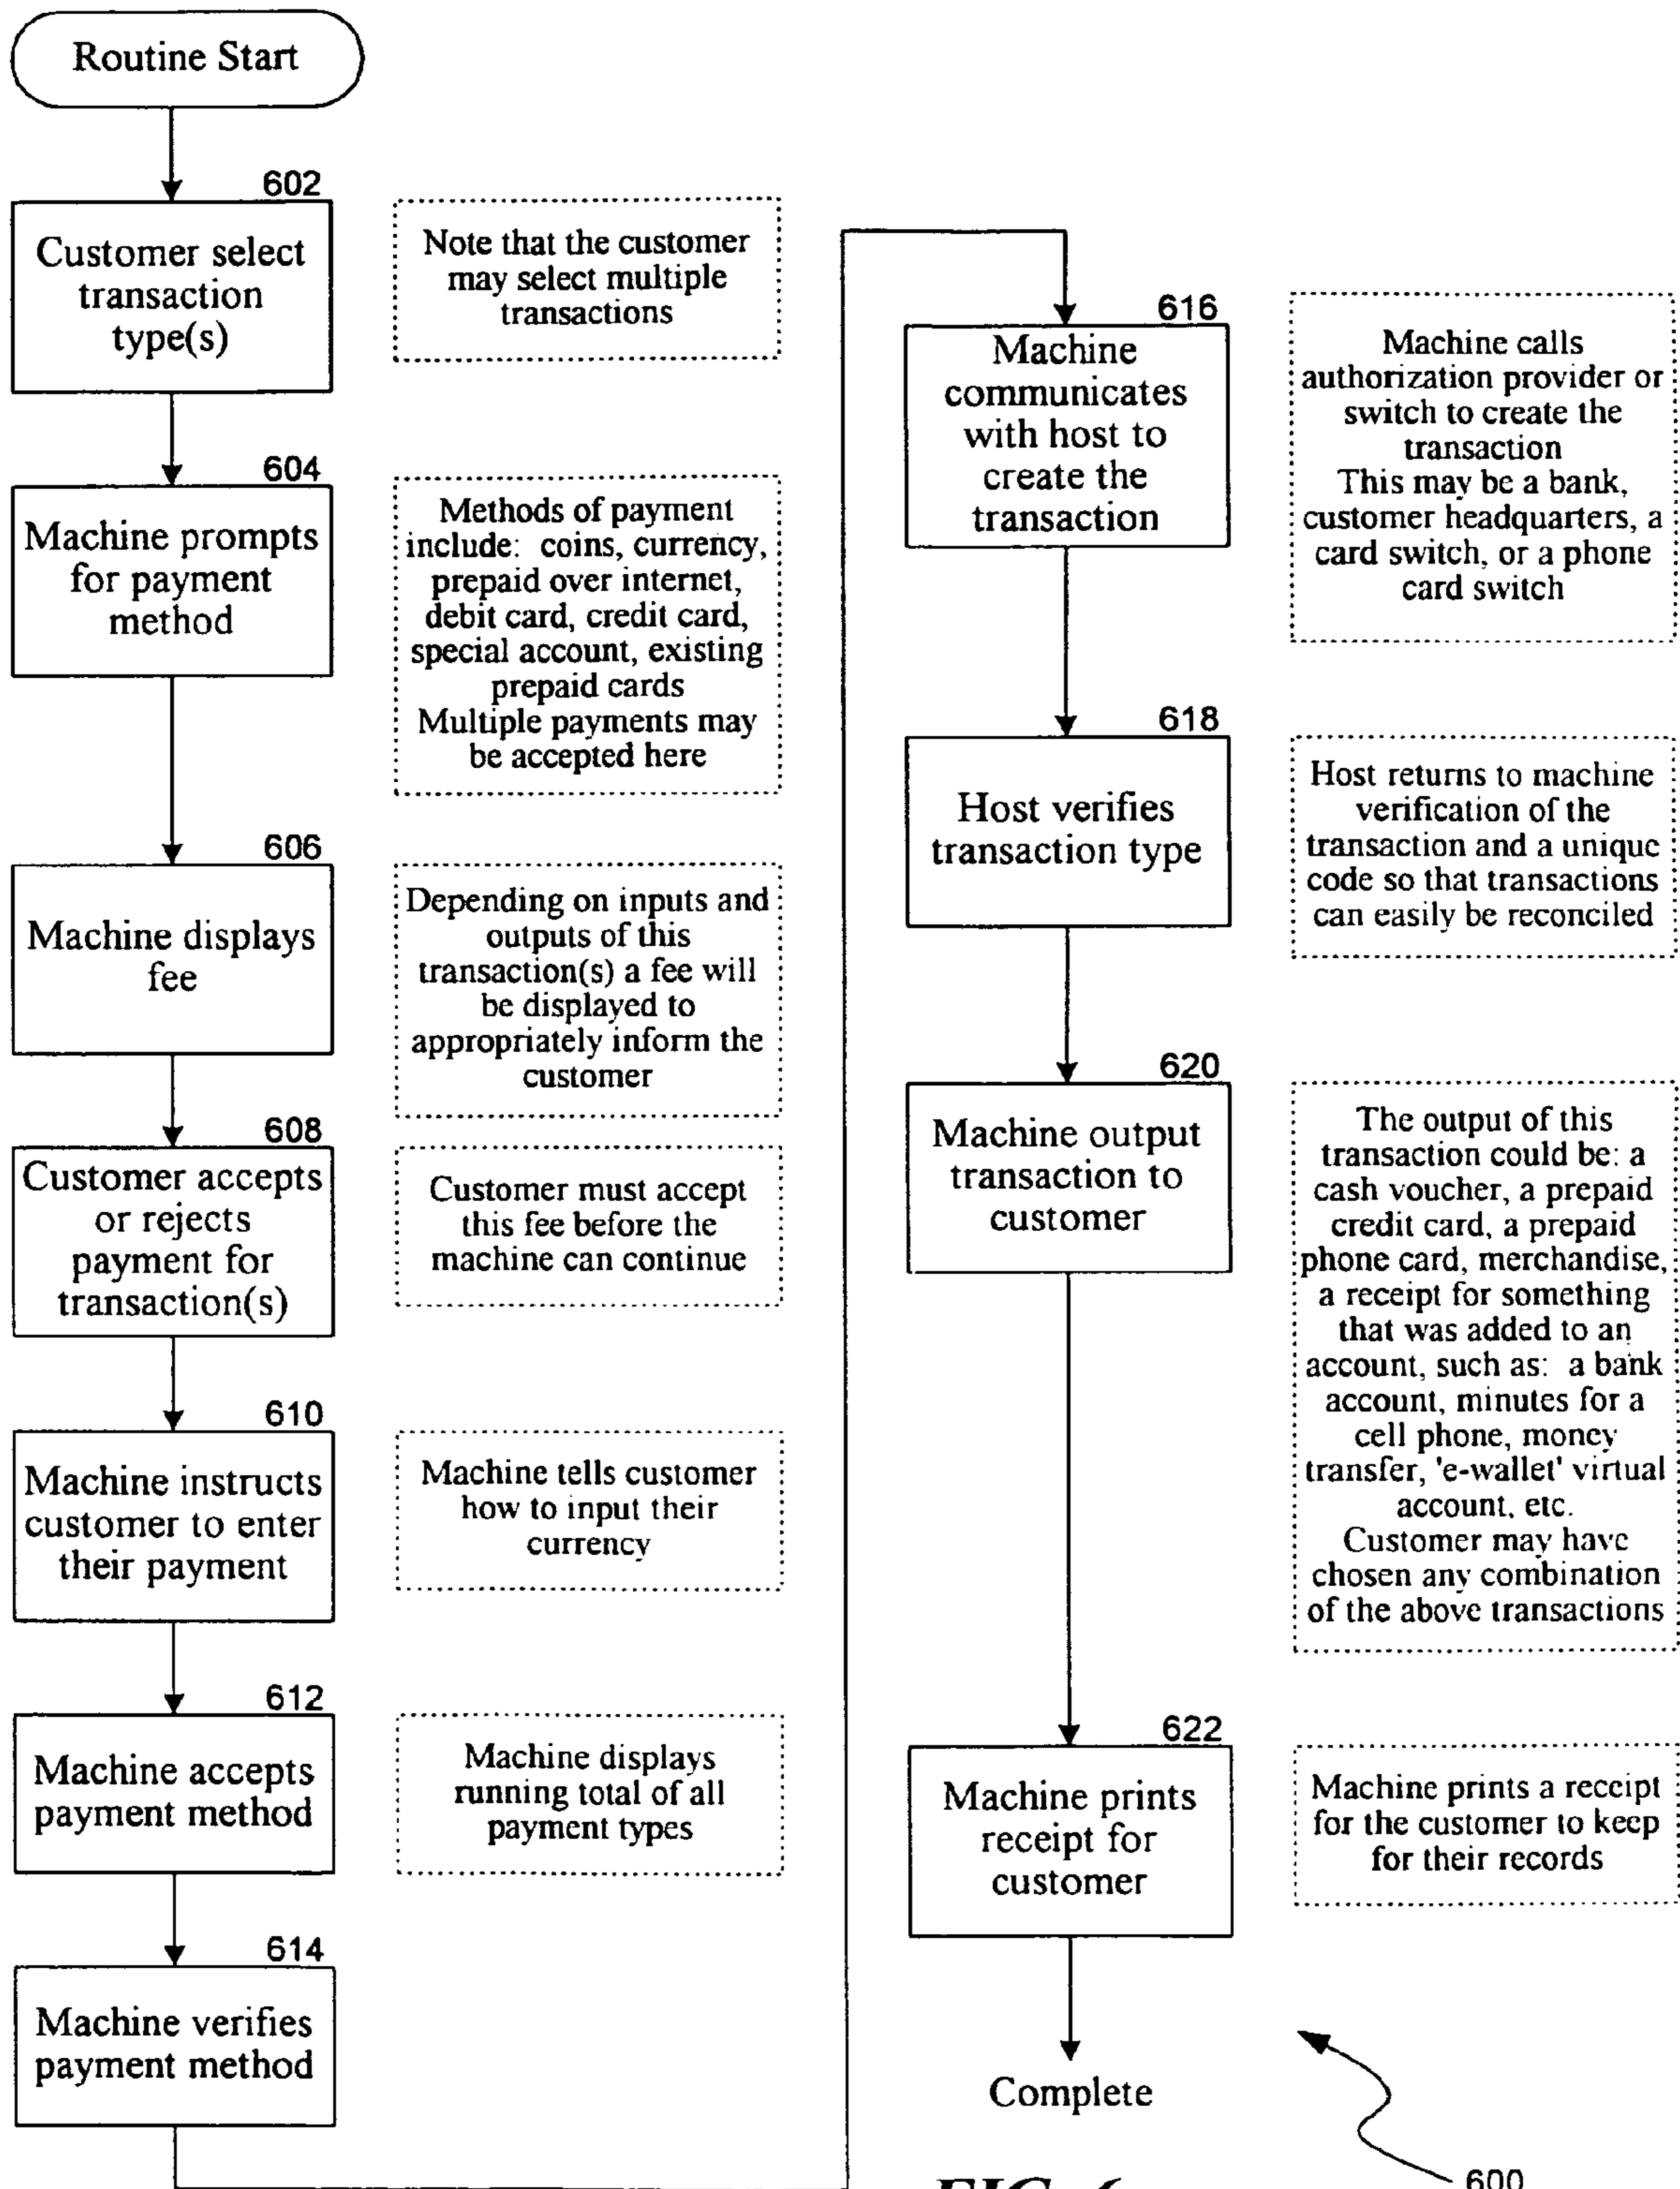 Routine Start
602
Customer select
transaction
type(s)
Note that the customer
may select multiple
transactions
604
Machine prompts
for payment
method
Methods of payment
include: coins, currency,
prepaid over internet,
debit card, credit card,
special account, existing
prepaid cards
Multiple payments may
be accepted here
606
Machine displays
fee
Depending on inputs and
outputs of this
transaction(s) a fee will
be displayed to
appropriately inform the
customer
608
Customer accepts
or rejects
payment for
transaction(s)
Customer must accept
this fee before the
machine can continue
610
Machine instructs
customer to enter
their payment
Machine tells customer
how to input their
currency
612
Machine accepts
payment method
Machine displays
running total of all
payment types
614
Machine verifies
payment method
616
Machine
communicates
with host to
create the
transaction
Machine calls
authorization provider or
switch to create the
transaction
This may be a bank,
customer headquarters, a
card switch, or a phone
card switch
618
Host verifies
transaction type
Host returns to machine
verification of the
transaction and a unique
code so that transactions
can easily be reconciled
620
Machine output
transaction to
customer
The output of this
transaction could be: a
cash voucher, a prepaid
credit card, a prepaid
phone card, merchandise,
a receipt for something
that was added to an
account, such as: a bank
account, minutes for a
cell phone, money
transfer, 'e-wallet' virtual
account, etc.
Customer may have
chosen any combination
of the above transactions
622
Machine prints
receipt for
customer
Machine prints a receipt
for the customer to keep
for their records
Complete
600
FIG. 6